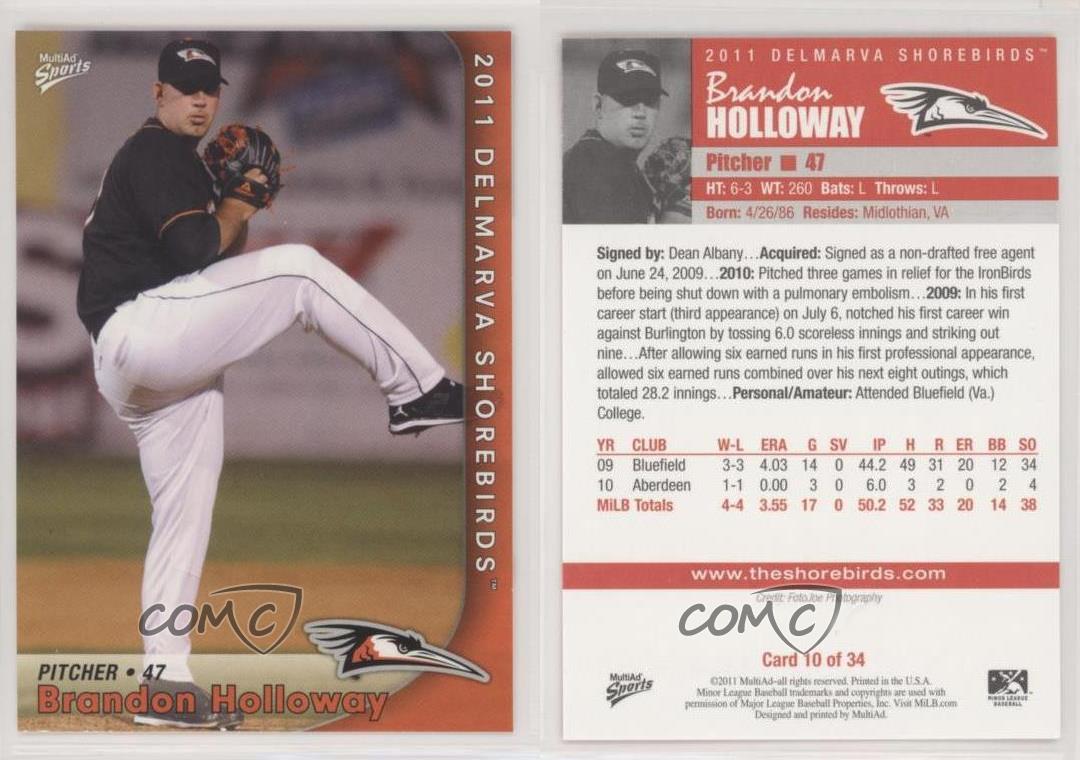 MultiAd
Sports
2011 DELMARVA SHOREBIRDS™
COMC
PITCHER • 47
Brandon Holloway
2011 DELMARVA SHOREBIRDS™
Brandon
HOLLOWAY
Pitcher ■ 47
HT: 6-3 WT: 260 Bats: L Throws: L
Born: 4/26/86 Resides: Midlothian, VA
Signed by: Dean Albany...Acquired: Signed as a non-drafted free agent
on June 24, 2009...2010: Pitched three games in relief for the IronBirds
before being shut down with a pulmonary embolism...2009: In his first
career start (third appearance) on July 6, notched his first career win
against Burlington by tossing 6.0 scoreless innings and striking out
nine...After allowing six earned runs in his first professional appearance,
allowed six earned runs combined over his next eight outings, which
totaled 28.2 innings...Personal/Amateur: Attended Bluefield (Va.)
College.
YR CLUB W-L ERA G SV IP H R ER BB SO
09 Bluefield 3-3 4.03 14 0 44.2 49 31 20 12 34
10 Aberdeen 1-1 0.00 3 0 6.0 3 2 0 2 4
MiLB Totals 4-4 3.55 17 0 50.2 52 33 20 14 38
www.theshorebirds.com
Credit: FotoJoe Photography
COMC
Card 10 of 34
MultiAd
Sports
©2011 MultiAd-all rights reserved. Printed in the U.S.A.
Minor League Baseball trademarks and copyrights are used with
permission of Major League Baseball Properties, Inc. Visit MiLB.com
Designed and printed by MultiAd.
MINOR LEAGUE
BASEBALL